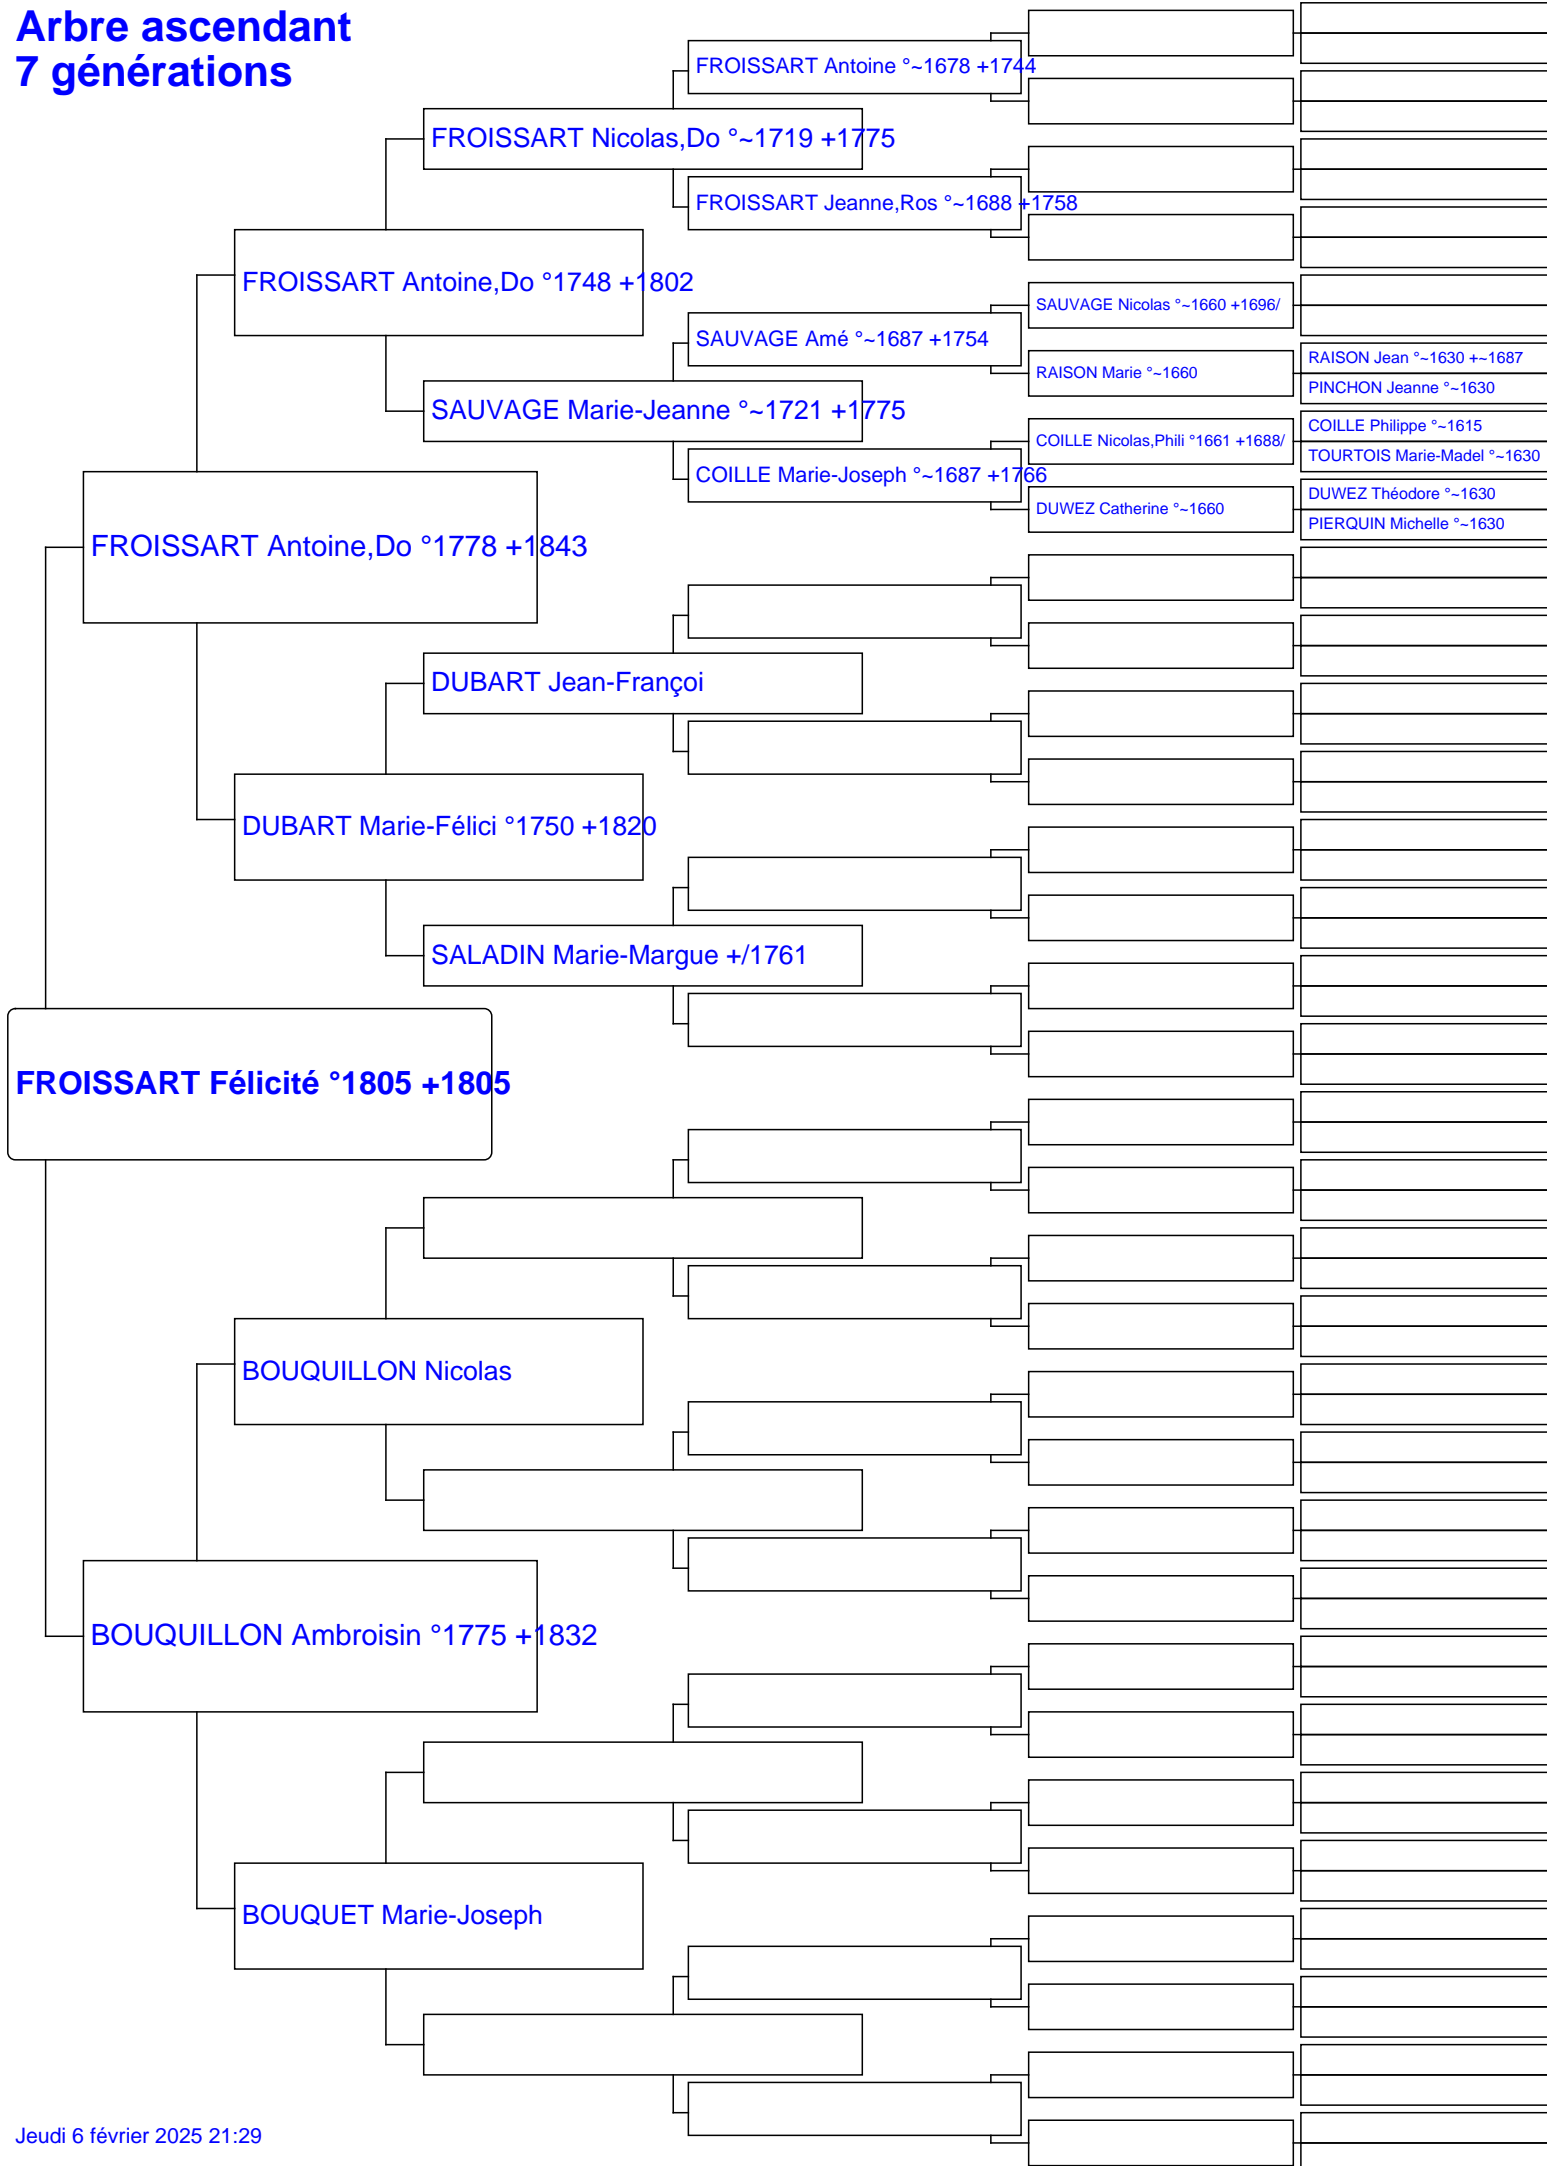 Arbre ascendant
7 générations
FROISSART Antoine °~1678 +1744
FROISSART Nicolas,Do °~1719 +1775
FROISSART Jeanne,Ros °~1688 +1758
FROISSART Antoine,Do °1748 +1802
SAUVAGE Nicolas °~1660 +1696/
SAUVAGE Amé °~1687 +1754
RAISON Jean °~1630 +~1687
RAISON Marie °~1660
PINCHON Jeanne °~1630
SAUVAGE Marie-Jeanne °~1721 +1775
COILLE Philippe °~1615
COILLE Nicolas,Phili °1661 +1688/
TOURTOIS Marie-Madel °~1630
COILLE Marie-Joseph °~1687 +1766
DUWEZ Théodore °~1630
DUWEZ Catherine °~1660
PIERQUIN Michelle °~1630
FROISSART Antoine,Do °1778 +1843
DUBART Jean-Françoi
DUBART Marie-Félici °1750 +1820
SALADIN Marie-Margue +/1761
FROISSART Félicité °1805 +1805
BOUQUILLON Nicolas
BOUQUILLON Ambroisin °1775 +1832
BOUQUET Marie-Joseph
Jeudi 6 février 2025 21:29